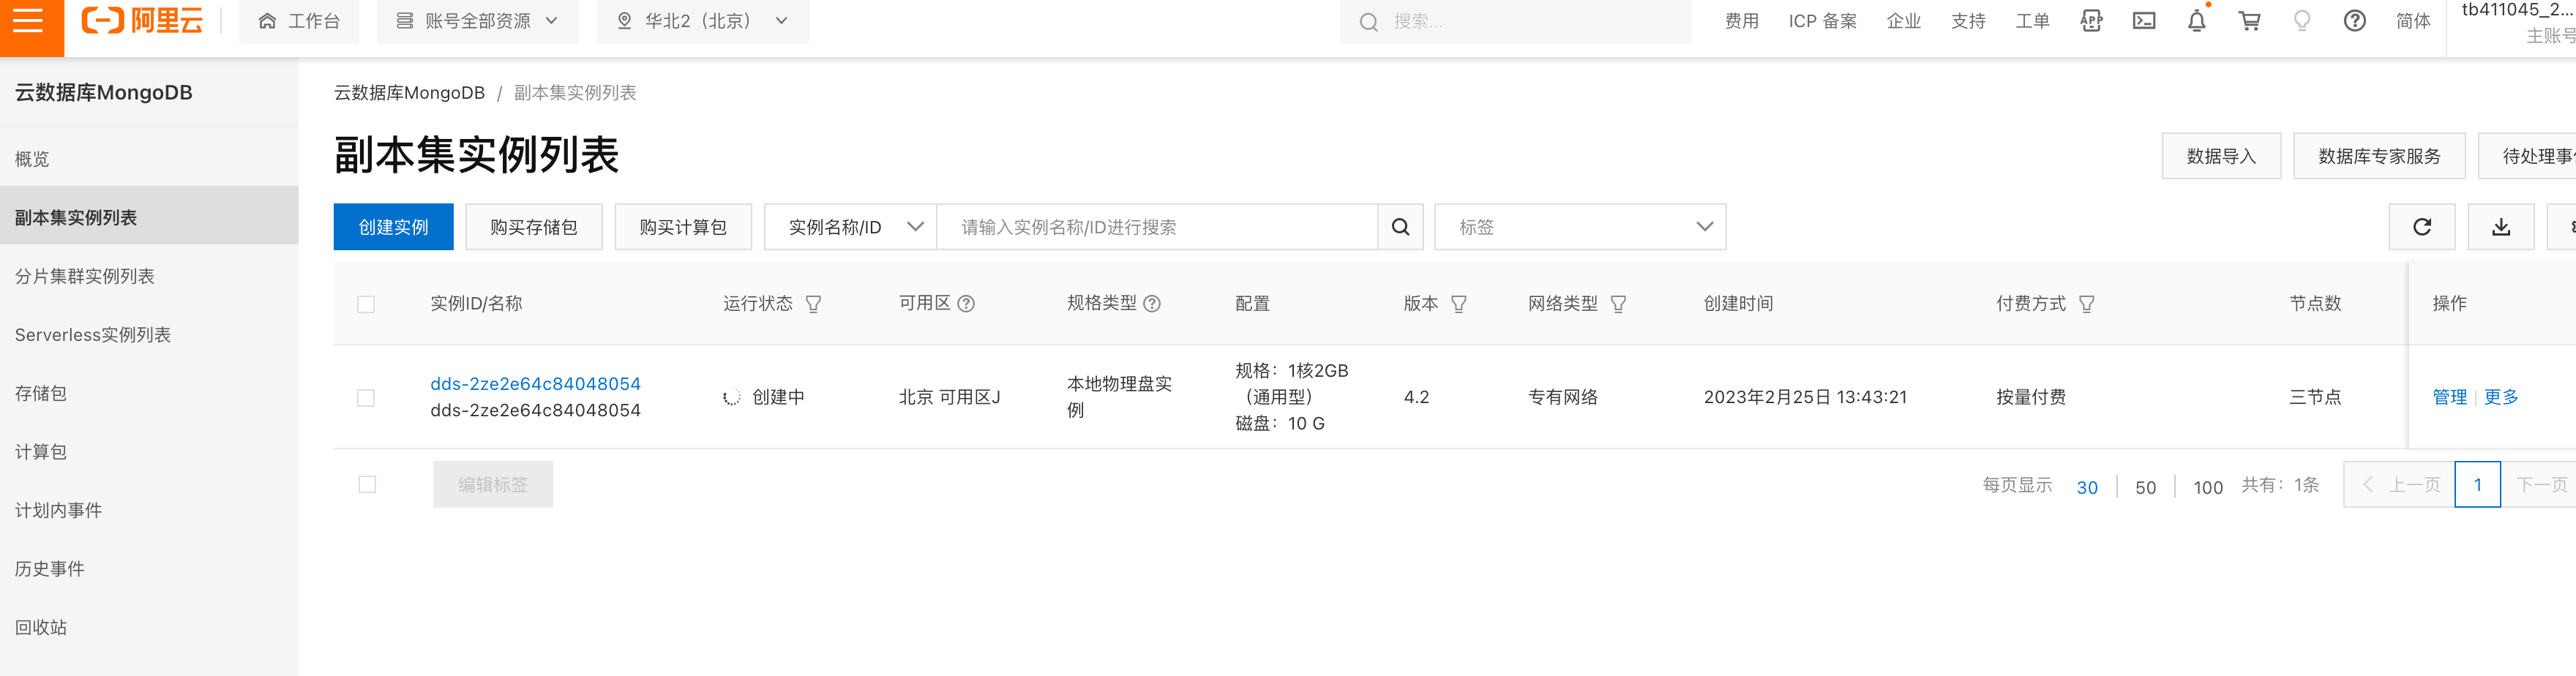 阿里云
工作台
账号全部资源
华北2（北京）
搜索...
费用
ICP 备案
企业
支持
工单
APP
简体
tb411045_2...
主账号
云数据库MongoDB
概览
副本集实例列表
分片集群实例列表
Serverless实例列表
存储包
计算包
计划内事件
历史事件
回收站
云数据库MongoDB / 副本集实例列表
副本集实例列表
数据导入
数据库专家服务
待处理事
创建实例
购买存储包
购买计算包
实例名称/ID
请输入实例名称/ID进行搜索
标签
实例ID/名称
运行状态
可用区
规格类型
配置
版本
网络类型
创建时间
付费方式
节点数
操作
dds-2ze2e64c84048054
dds-2ze2e64c84048054
创建中
北京 可用区J
本地物理盘实
例
规格：1核2GB
（通用型）
磁盘：10 G
4.2
专有网络
2023年2月25日 13:43:21
按量付费
三节点
管理 | 更多
编辑标签
每页显示 30 | 50 | 100 共有：1条
上一页
1
下一页